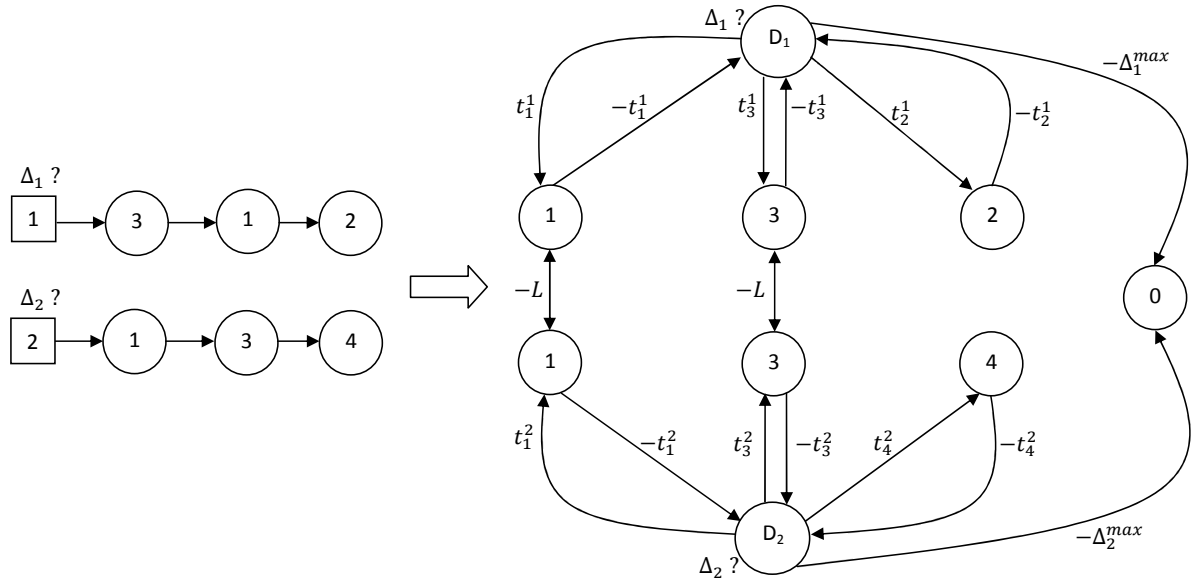 Δ₁ ?
1 3 1 2
Δ₂ ?
2 1 3 4
Δ₁ ? D₁
−Δ₁ᵐᵃˣ
t₁¹ −t₁¹ t₃¹ −t₃¹ t₂¹ −t₂¹
1 3 2
−L −L
0
1 3 4
t₁² −t₁² t₃² −t₃² t₄² −t₄²
D₂
−Δ₂ᵐᵃˣ
Δ₂ ?